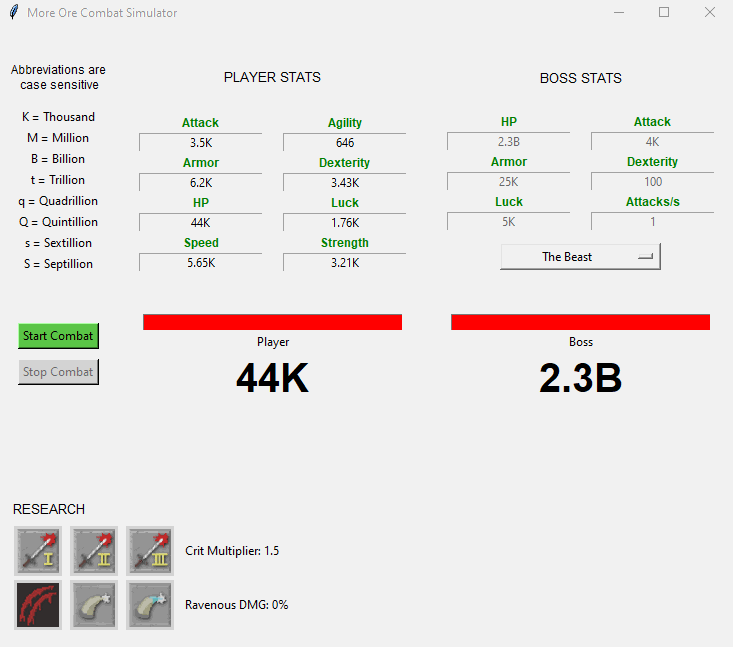 More Ore Combat Simulator
Abbreviations are
case sensitive
K = Thousand
M = Million
B = Billion
t = Trillion
q = Quadrillion
Q = Quintillion
s = Sextillion
S = Septillion
PLAYER STATS
Attack
3.5K
Agility
646
Armor
6.2K
Dexterity
3.43K
HP
44K
Luck
1.76K
Speed
5.65K
Strength
3.21K
BOSS STATS
HP
2.3B
Attack
4K
Armor
25K
Dexterity
100
Luck
5K
Attacks/s
1
The Beast
Start Combat
Stop Combat
Player
44K
Boss
2.3B
RESEARCH
I
II
III
Crit Multiplier: 1.5
Ravenous DMG: 0%